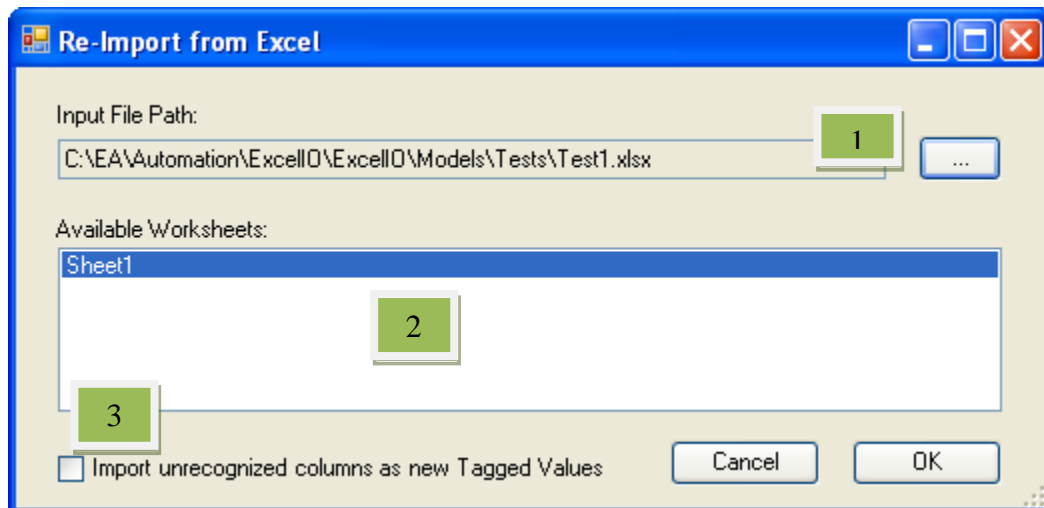 Re-Import from Excel
Input File Path:
1
C:\EA\Automation\ExcelIO\ExcelIO\Models\Tests\Test1.xlsx
...
Available Worksheets:
Sheet1
2
3
Import unrecognized columns as new Tagged Values
Cancel
OK